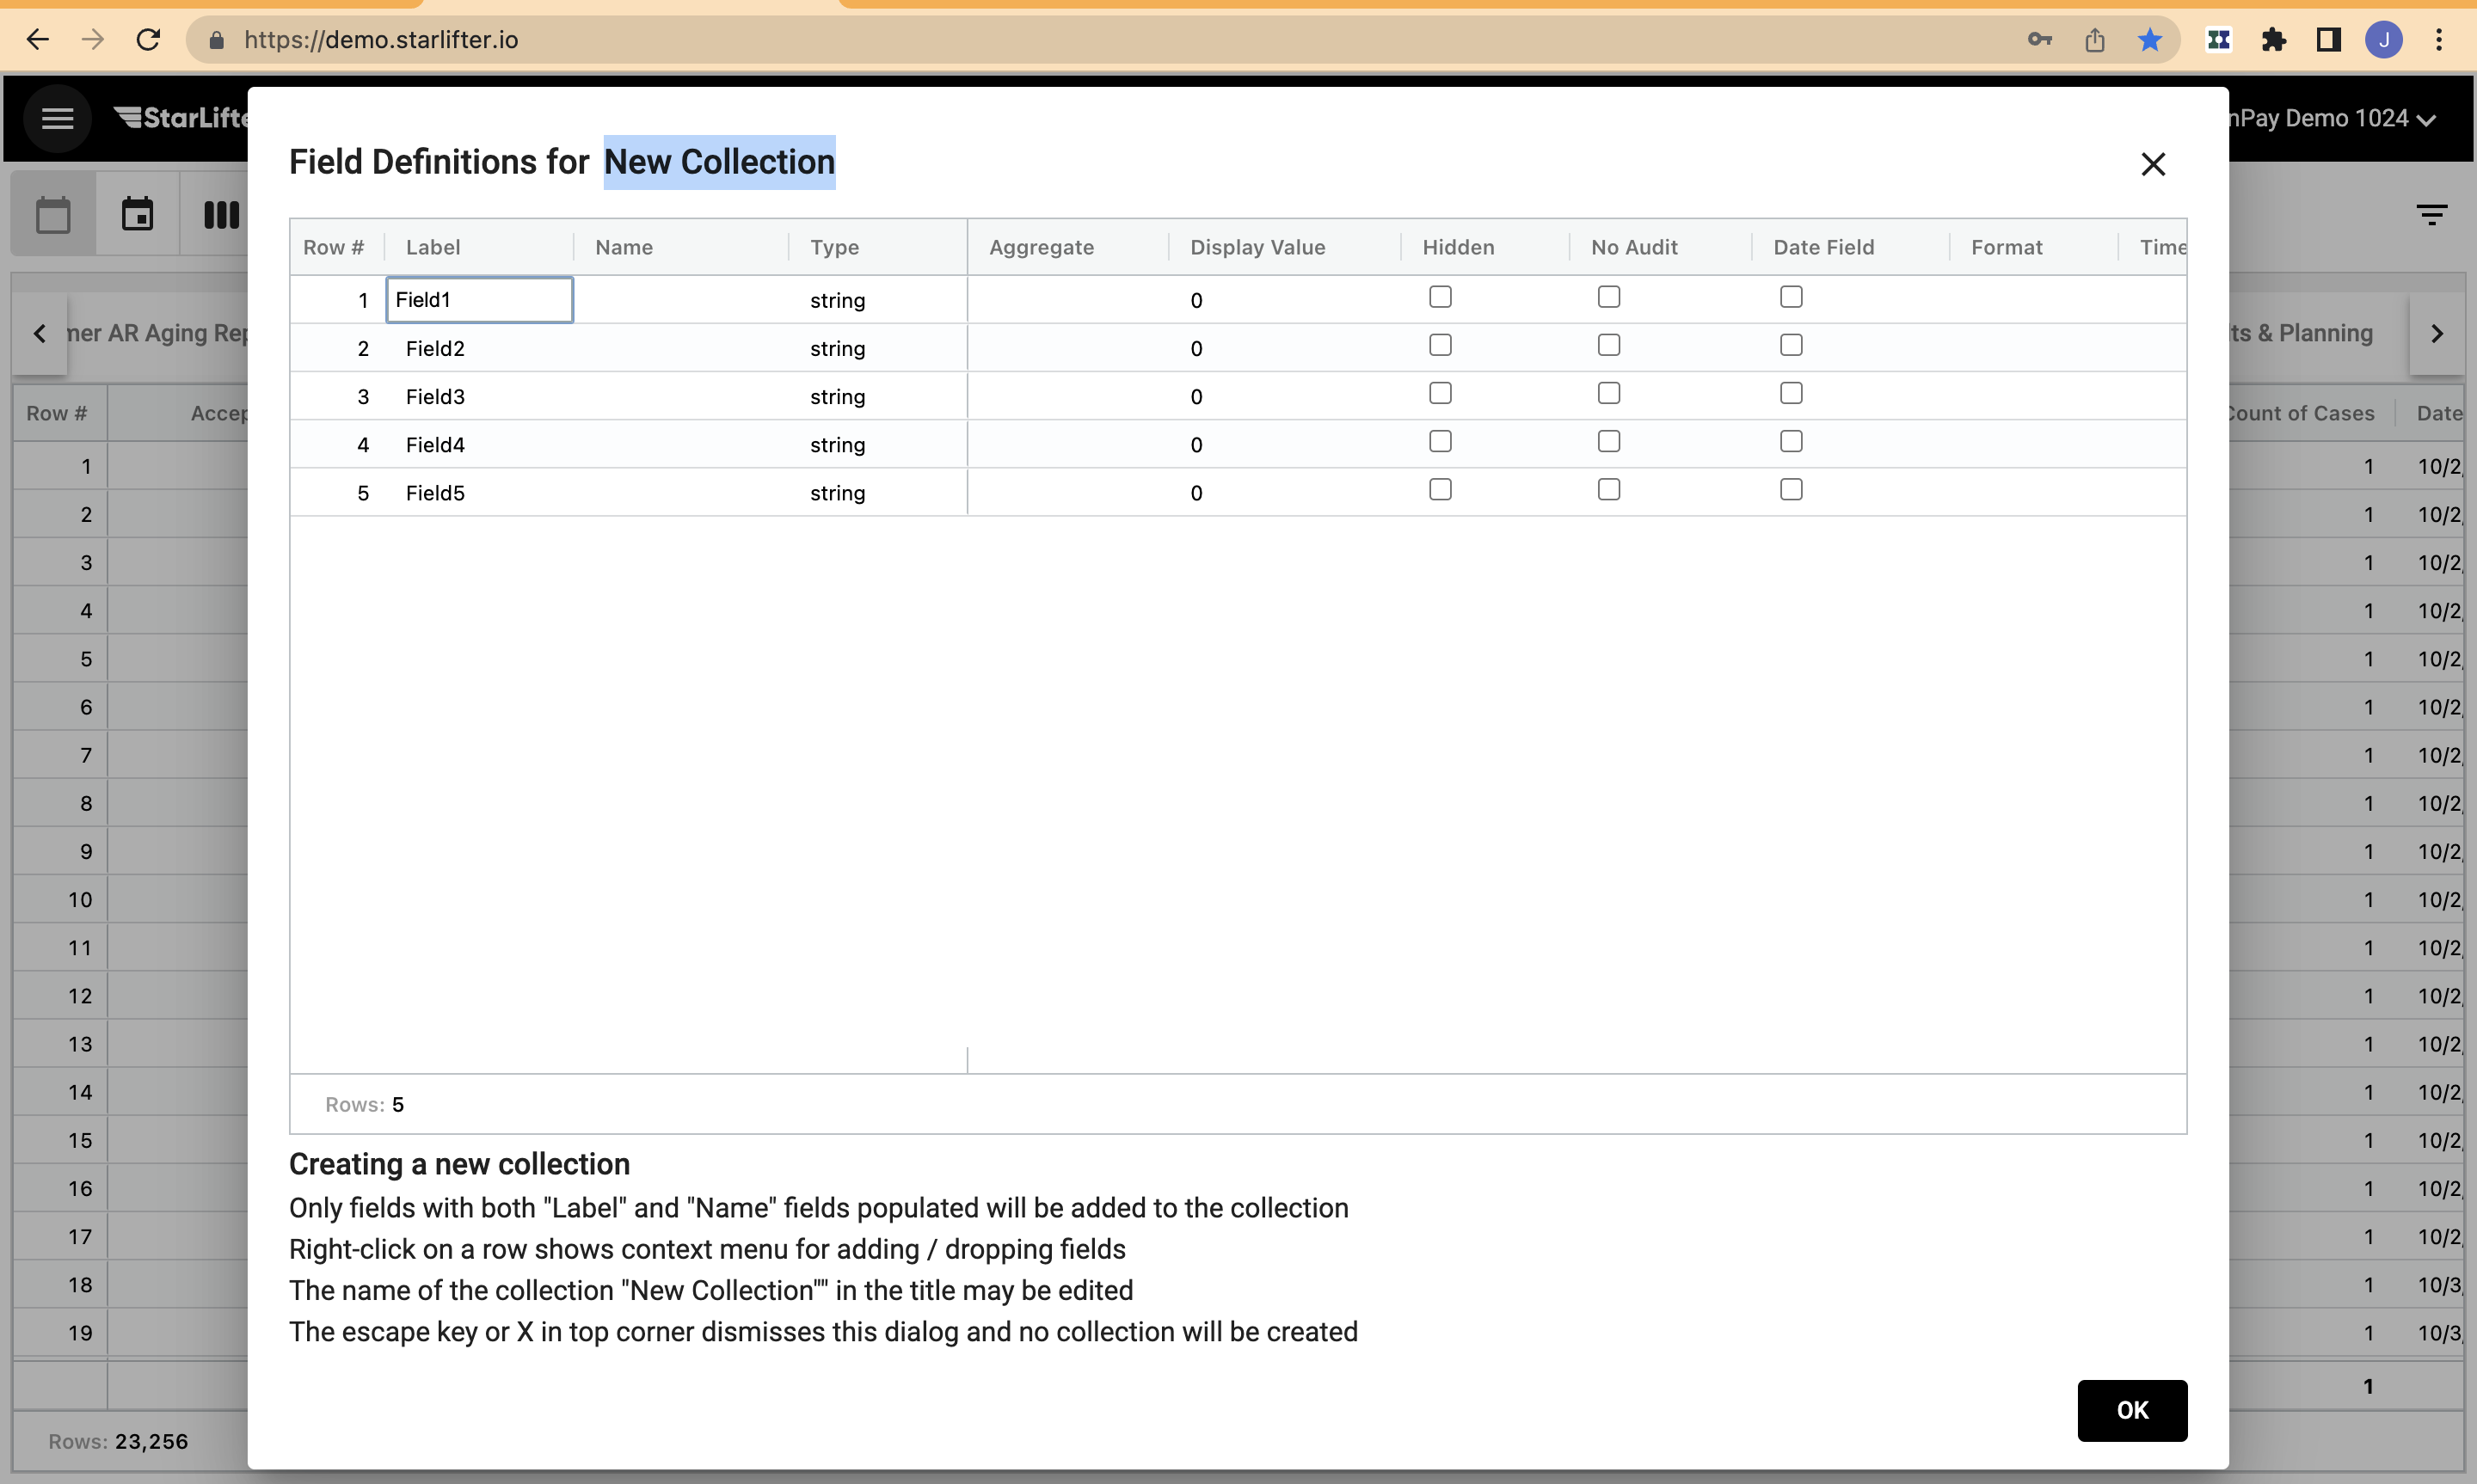 https://demo.starlifter.io
J
StarLifte
nPay Demo 1024
Field Definitions for New Collection
Row # Label Name Type Aggregate Display Value Hidden No Audit Date Field Format Time
1 Field1 string 0
2 Field2 string 0
3 Field3 string 0
4 Field4 string 0
5 Field5 string 0
Rows: 5
Creating a new collection
Only fields with both "Label" and "Name" fields populated will be added to the collection
Right-click on a row shows context menu for adding / dropping fields
The name of the collection "New Collection"" in the title may be edited
The escape key or X in top corner dismisses this dialog and no collection will be created
OK
mer AR Aging Rep
ts & Planning
Row # Accep
Count of Cases Date
1 1 10/2
2 1 10/2
3 1 10/2
4 1 10/2
5 1 10/2
6 1 10/2
7 1 10/2
8 1 10/2
9 1 10/2
10 1 10/2
11 1 10/2
12 1 10/2
13 1 10/2
14 1 10/2
15 1 10/2
16 1 10/2
17 1 10/2
18 1 10/3
19 1 10/3
1
Rows: 23,256